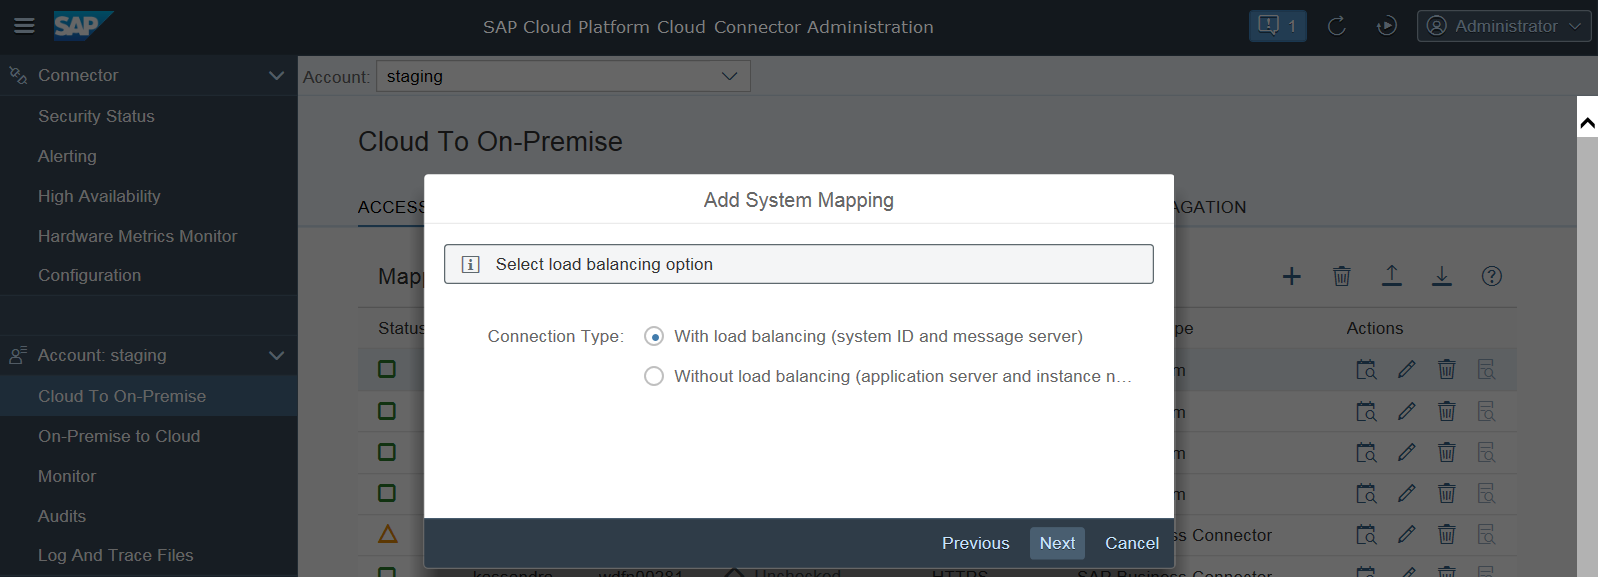 SAP
SAP Cloud Platform Cloud Connector Administration
1
Administrator
Connector
Security Status
Alerting
High Availability
Hardware Metrics Monitor
Configuration
Account: staging
Cloud To On-Premise
On-Premise to Cloud
Monitor
Audits
Log And Trace Files
Account: staging
Cloud To On-Premise
ACCESS
AGATION
Mapp
Status
pe
Actions
m
m
m
m
ss Connector
kassandra wdfn00281 Unchecked HTTPS SAP Business Connector
Add System Mapping
Select load balancing option
Connection Type:
With load balancing (system ID and message server)
Without load balancing (application server and instance n...
Previous
Next
Cancel